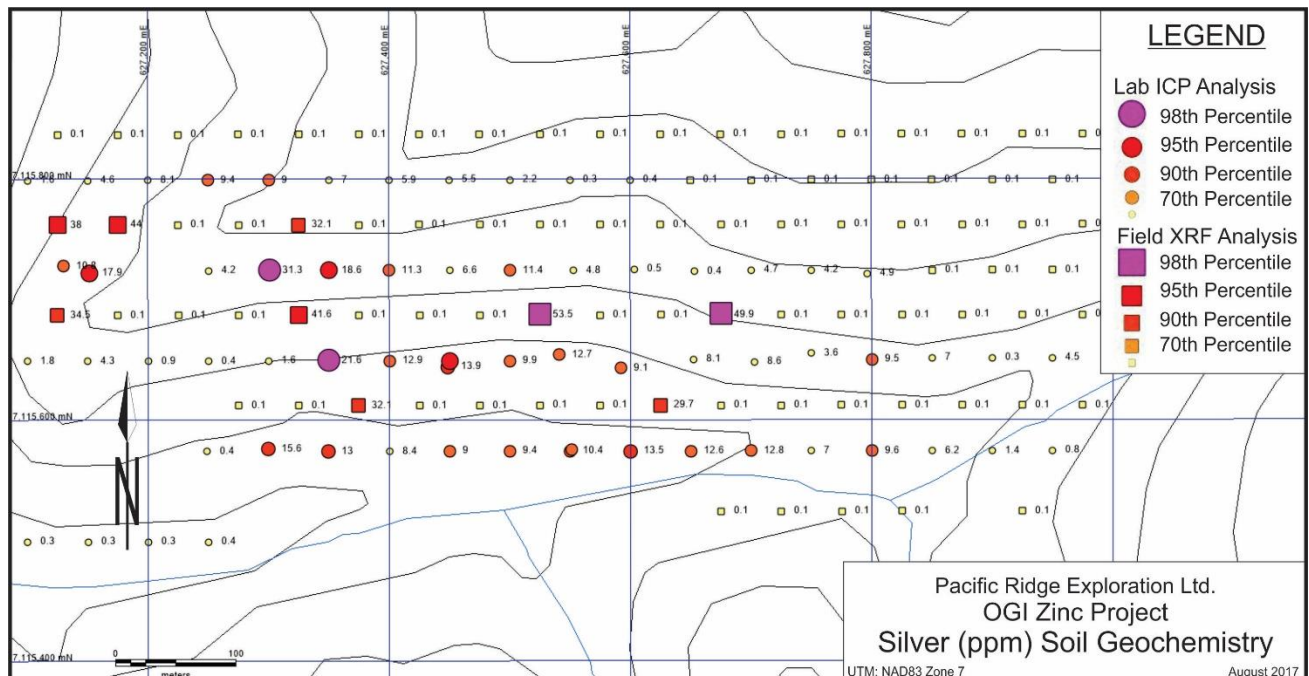 627.200 mE
627.400 mE
627.600 mE
627.800 mE
0.1 0.1 0.1 0.1 0.1 0.1 0.1 0.1 0.1 0.1 0.1 0.1 0.1 0.1 0.1 0.1 0.1
7.115.800 mN
1.8 4.6 8.1 9.4 9 7 5.9 5.5 2.2 0.3 0.4 0.1 0.1 0.1 0.1 0.1 0.1 0.1
38 44 0.1 0.1 32.1 0.1 0.1 0.1 0.1 0.1 0.1 0.1 0.1 0.1 0.1 0.1 0.1
10.8 17.9 4.2 31.3 18.6 11.3 6.6 11.4 4.8 0.5 0.4 4.7 4.2 4.9 0.1 0.1 0.1
34.5 0.1 0.1 0.1 41.6 0.1 0.1 0.1 53.5 0.1 0.1 49.9 0.1 0.1 0.1 0.1 0.1
1.8 4.3 0.9 0.4 1.6 21.6 12.9 13.9 9.9 12.7 9.1 8.1 8.6 3.6 9.5 7 0.3 4.5
0.1 0.1 32.1 0.1 0.1 0.1 0.1 29.7 0.1 0.1 0.1 0.1 0.1 0.1 0.1
7.115.600 mN
0.4 15.6 13 8.4 9 9.4 10.4 13.5 12.6 12.8 7 9.6 6.2 1.4 0.8
0.1 0.1 0.1 0.1 0.1
0.3 0.3 0.3 0.4
N
7.115.400 mN
0 100
meters
LEGEND
Lab ICP Analysis
98th Percentile
95th Percentile
90th Percentile
70th Percentile
Field XRF Analysis
98th Percentile
95th Percentile
90th Percentile
70th Percentile
Pacific Ridge Exploration Ltd.
OGI Zinc Project
Silver (ppm) Soil Geochemistry
UTM: NAD83 Zone 7 August 2017